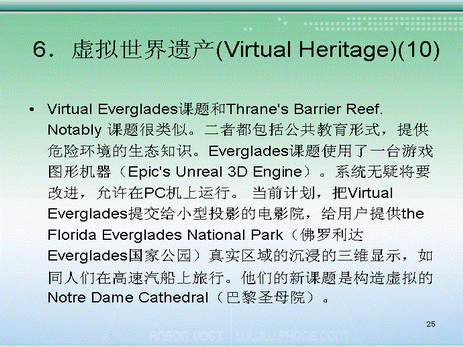 6．虚拟世界遗产(Virtual Heritage)(10)
• Virtual Everglades课题和Thrane's Barrier Reef.
Notably 课题很类似。二者都包括公共教育形式，提供
危险环境的生态知识。Everglades课题使用了一台游戏
图形机器（Epic's Unreal 3D Engine）。系统无疑将要
改进，允许在PC机上运行。 当前计划，把Virtual
Everglades提交给小型投影的电影院，给用户提供the
Florida Everglades National Park（佛罗利达
Everglades国家公园）真实区域的沉浸的三维显示，如
同人们在高速汽船上旅行。他们的新课题是构造虚拟的
Notre Dame Cathedral（巴黎圣母院）。
25